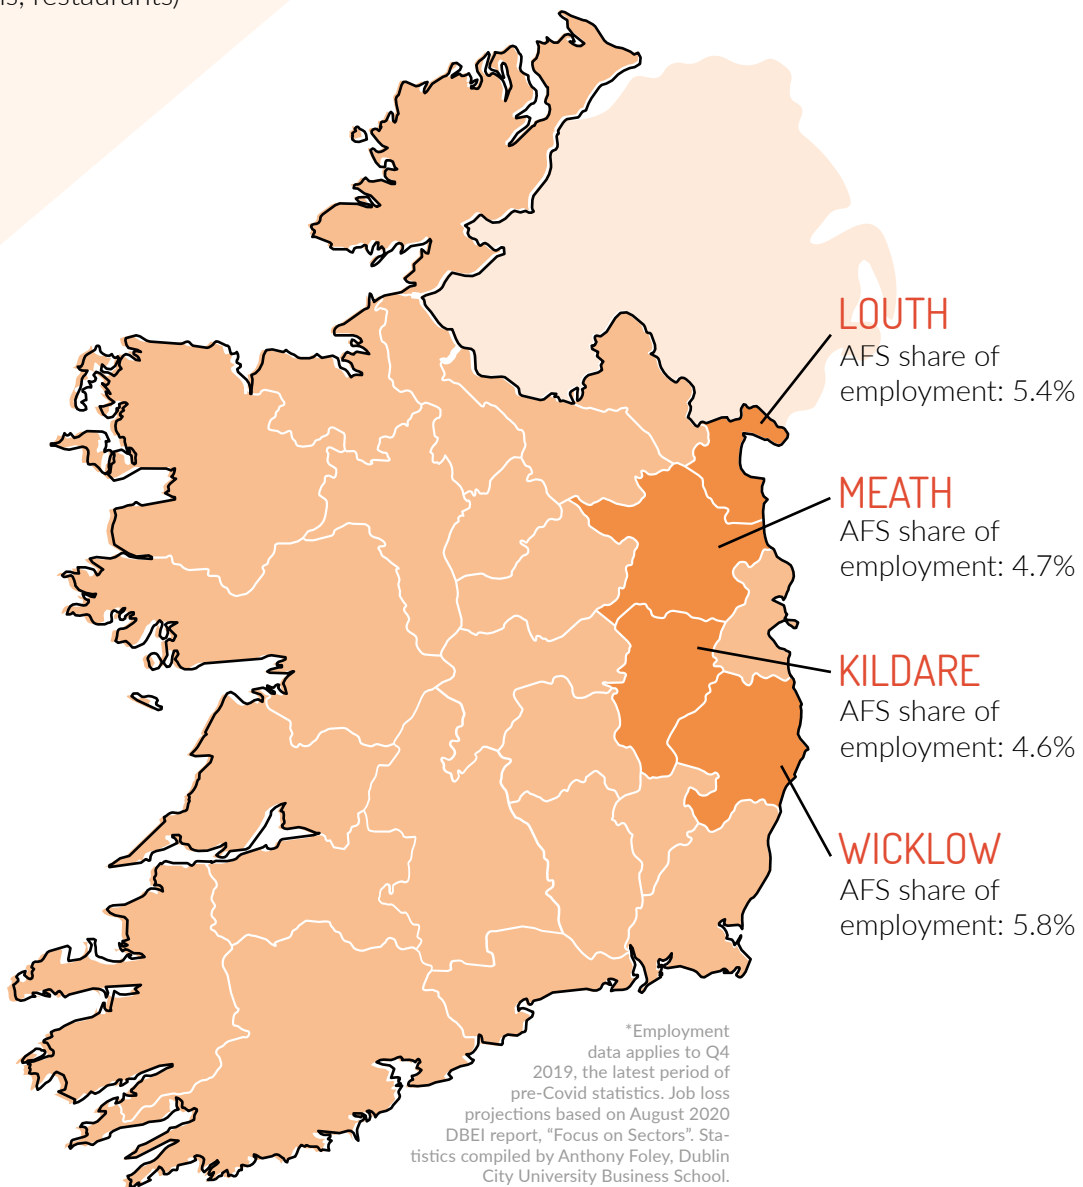 restaurants)
LOUTH
AFS share of
employment: 5.4%
MEATH
AFS share of
employment: 4.7%
KILDARE
AFS share of
employment: 4.6%
WICKLOW
AFS share of
employment: 5.8%
*Employment
data applies to Q4
2019, the latest period of
pre-Covid statistics. Job loss
projections based on August 2020
DBEI report, “Focus on Sectors”. Sta-
tistics compiled by Anthony Foley, Dublin
City University Business School.